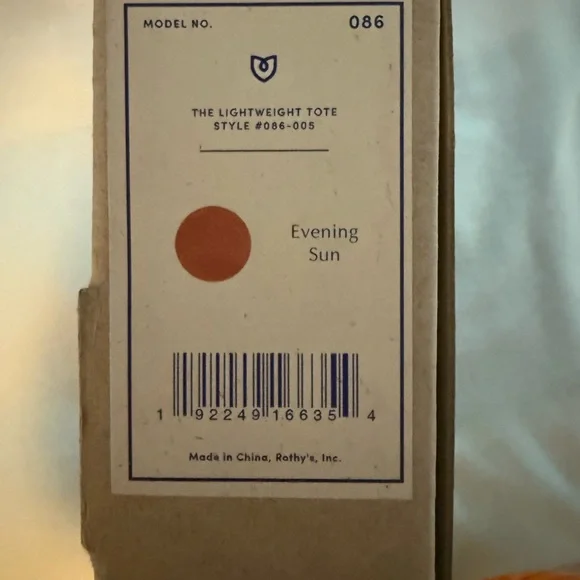 MODEL NO. 086
THE LIGHTWEIGHT TOTE
STYLE #086-005
Evening
Sun
1 92249 16635 4
Made in China, Rothy's, Inc.